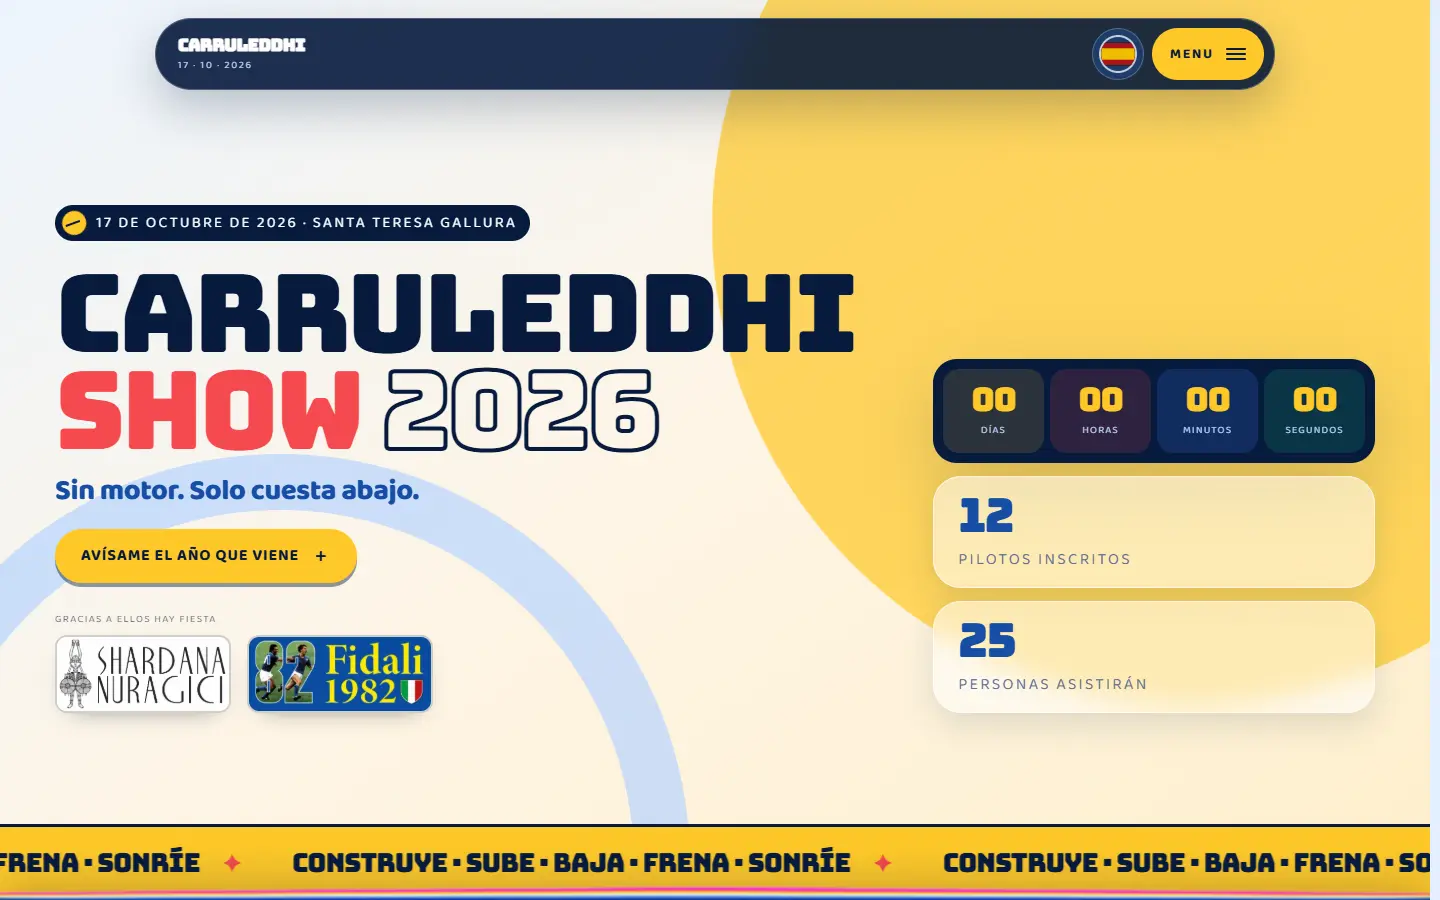 CARRULEDDHI
17 · 10 · 2026
MENU
17 DE OCTUBRE DE 2026 · SANTA TERESA GALLURA
CARRULEDDHI
SHOW 2026
Sin motor. Solo cuesta abajo.
AVÍSAME EL AÑO QUE VIENE +
GRACIAS A ELLOS HAY FIESTA
SHARDANA
NURAGICI
82 Fidali
1982
00 00 00 00
DÍAS HORAS MINUTOS SEGUNDOS
12
PILOTOS INSCRITOS
25
PERSONAS ASISTIRÁN
FRENA · SONRÍE ✦ CONSTRUYE · SUBE · BAJA · FRENA · SONRÍE ✦ CONSTRUYE · SUBE · BAJA · FRENA · SO